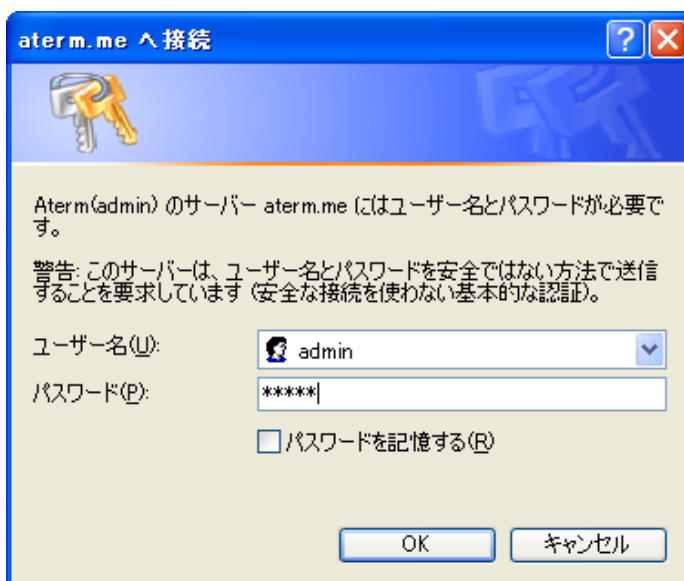 aterm.me へ接続
Aterm(admin) のサーバー aterm.me にはユーザー名とパスワードが必要で
す。
警告: このサーバーは、ユーザー名とパスワードを安全ではない方法で送信
することを要求しています (安全な接続を使わない基本的な認証)。
ユーザー名(U):
admin
パスワード(P):
*****
パスワードを記憶する(R)
OK
キャンセル